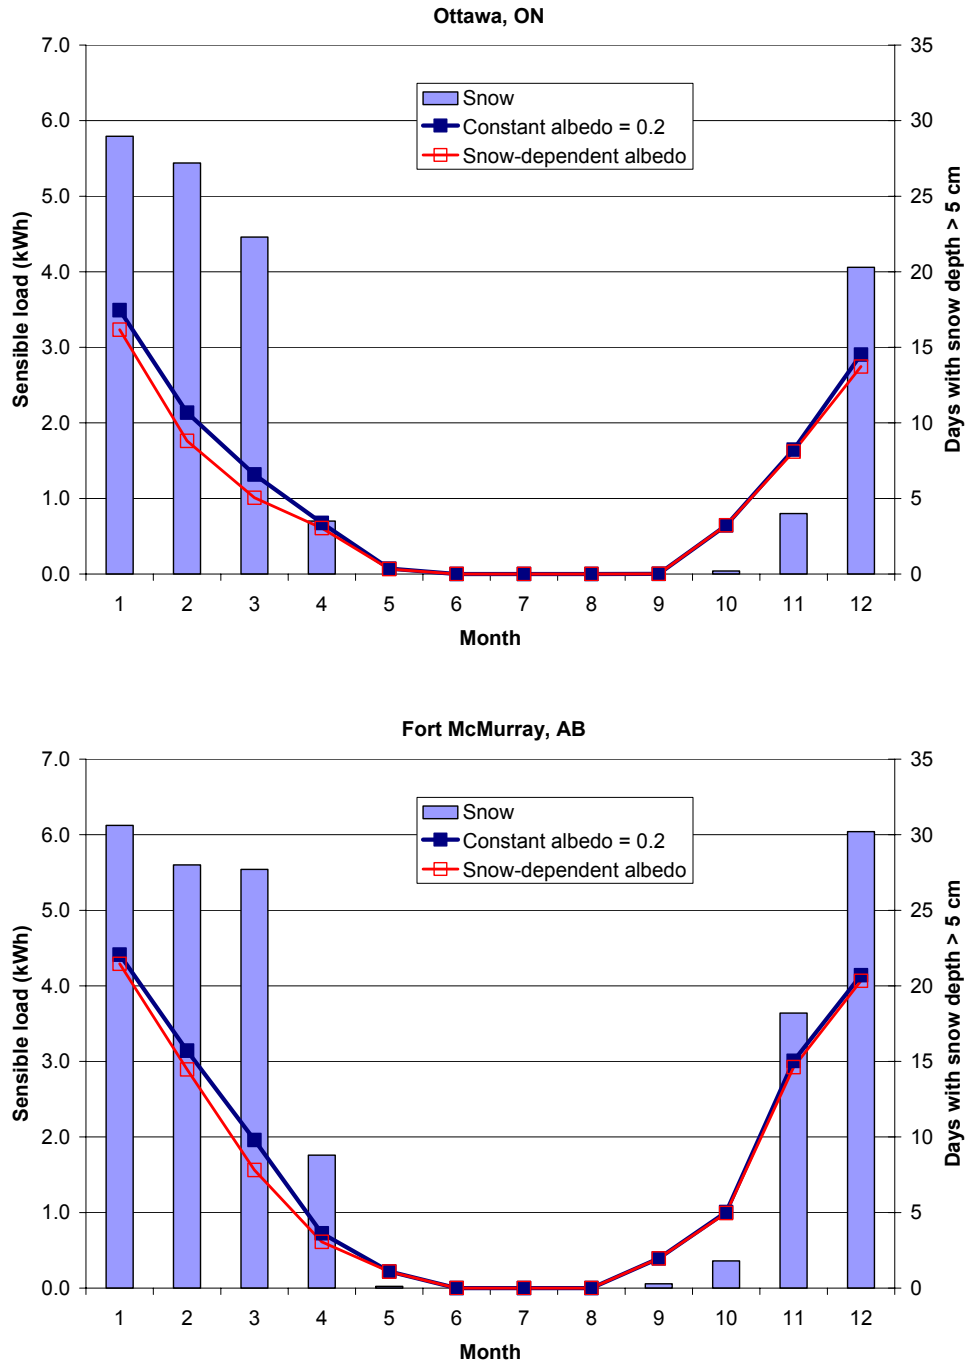 Ottawa, ON
7.0
6.0
5.0
4.0
3.0
2.0
1.0
0.0
Sensible load (kWh)
Snow
Constant albedo = 0.2
Snow-dependent albedo
35
30
25
20
15
10
5
0
Days with snow depth > 5 cm
1 2 3 4 5 6 7 8 9 10 11 12
Month
Fort McMurray, AB
7.0
6.0
5.0
4.0
3.0
2.0
1.0
0.0
Sensible load (kWh)
Snow
Constant albedo = 0.2
Snow-dependent albedo
35
30
25
20
15
10
5
0
Days with snow depth > 5 cm
1 2 3 4 5 6 7 8 9 10 11 12
Month